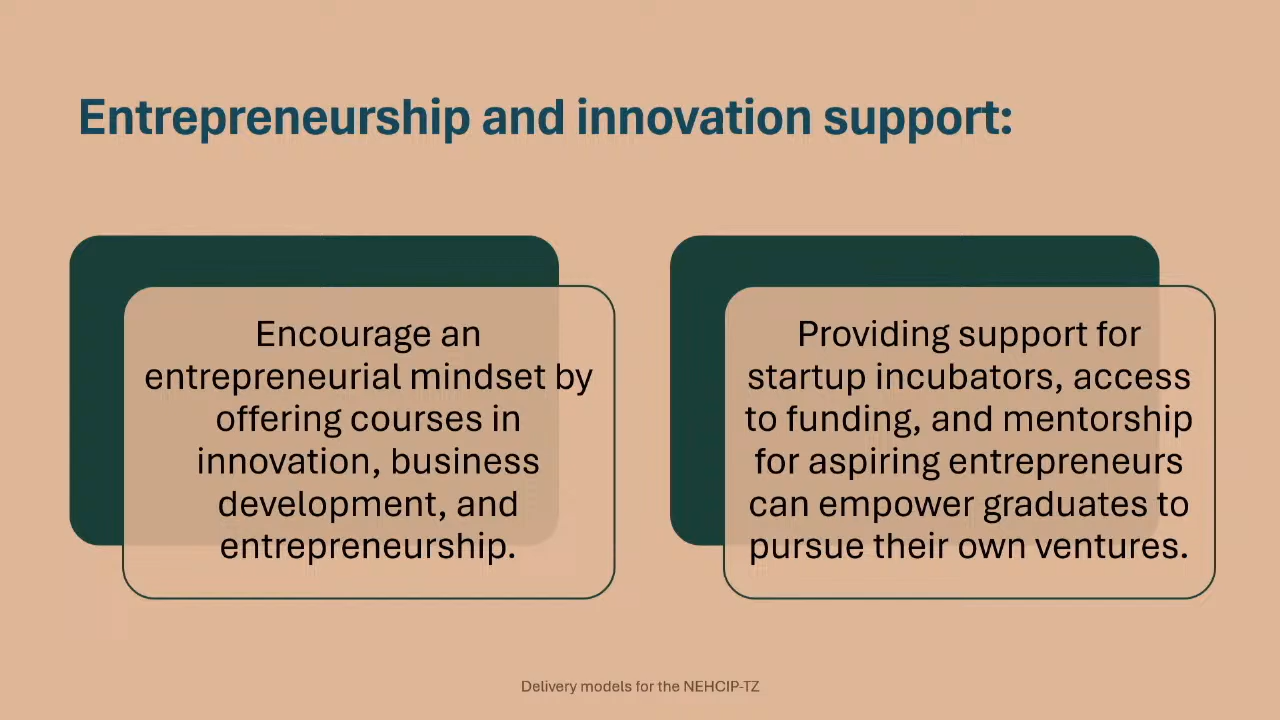 Entrepreneurship and innovation support:
Encourage an
entrepreneurial mindset by
offering courses in
innovation, business
development, and
entrepreneurship.
Providing support for
startup incubators, access
to funding, and mentorship
for aspiring entrepreneurs
can empower graduates to
pursue their own ventures.
Delivery models for the NEHCIP-TZ